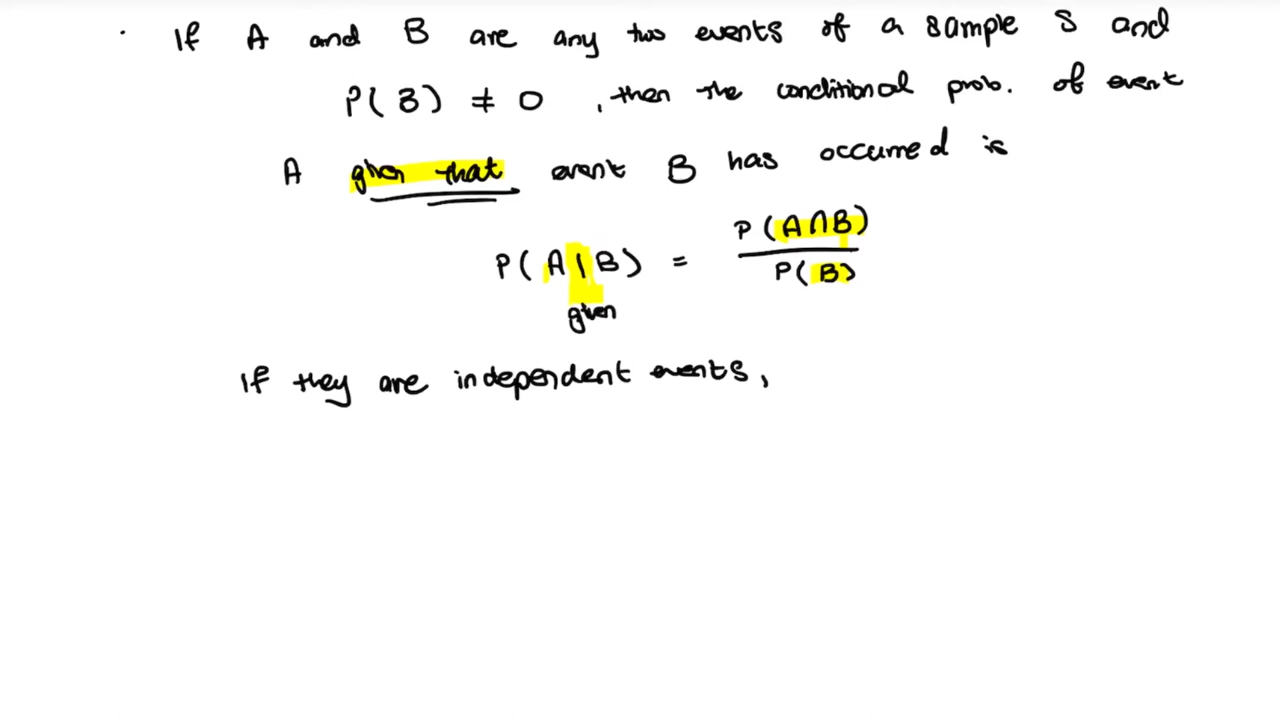 · If A and B are any two events of a sample S and
P(B) ≠ 0 , then the conditional prob. of event
A given that event B has occurred is
P(A|B) = P(A∩B) / P(B)
given
If they are independent events,